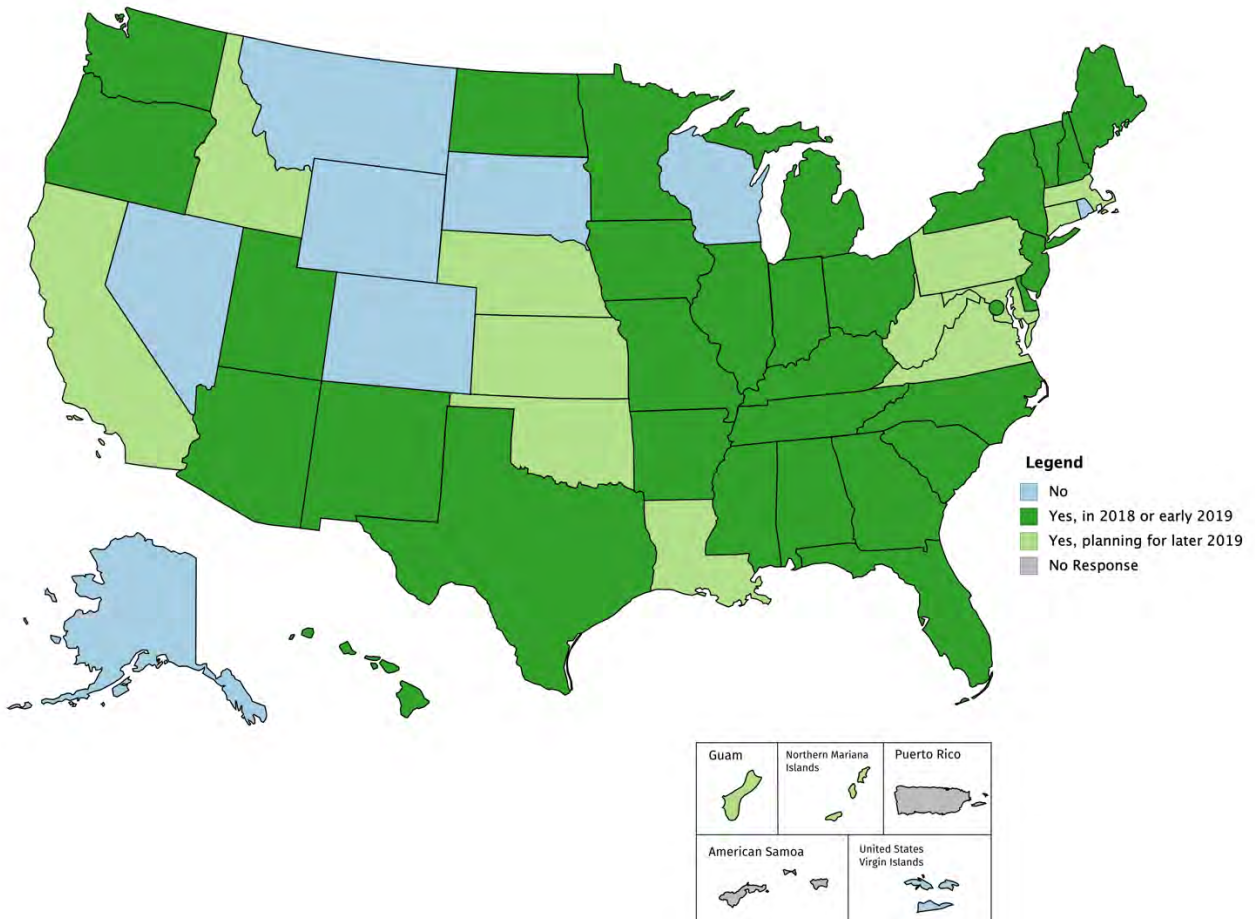 Legend
No
Yes, in 2018 or early 2019
Yes, planning for later 2019
No Response
Guam
Northern Mariana
Islands
Puerto Rico
American Samoa
United States
Virgin Islands